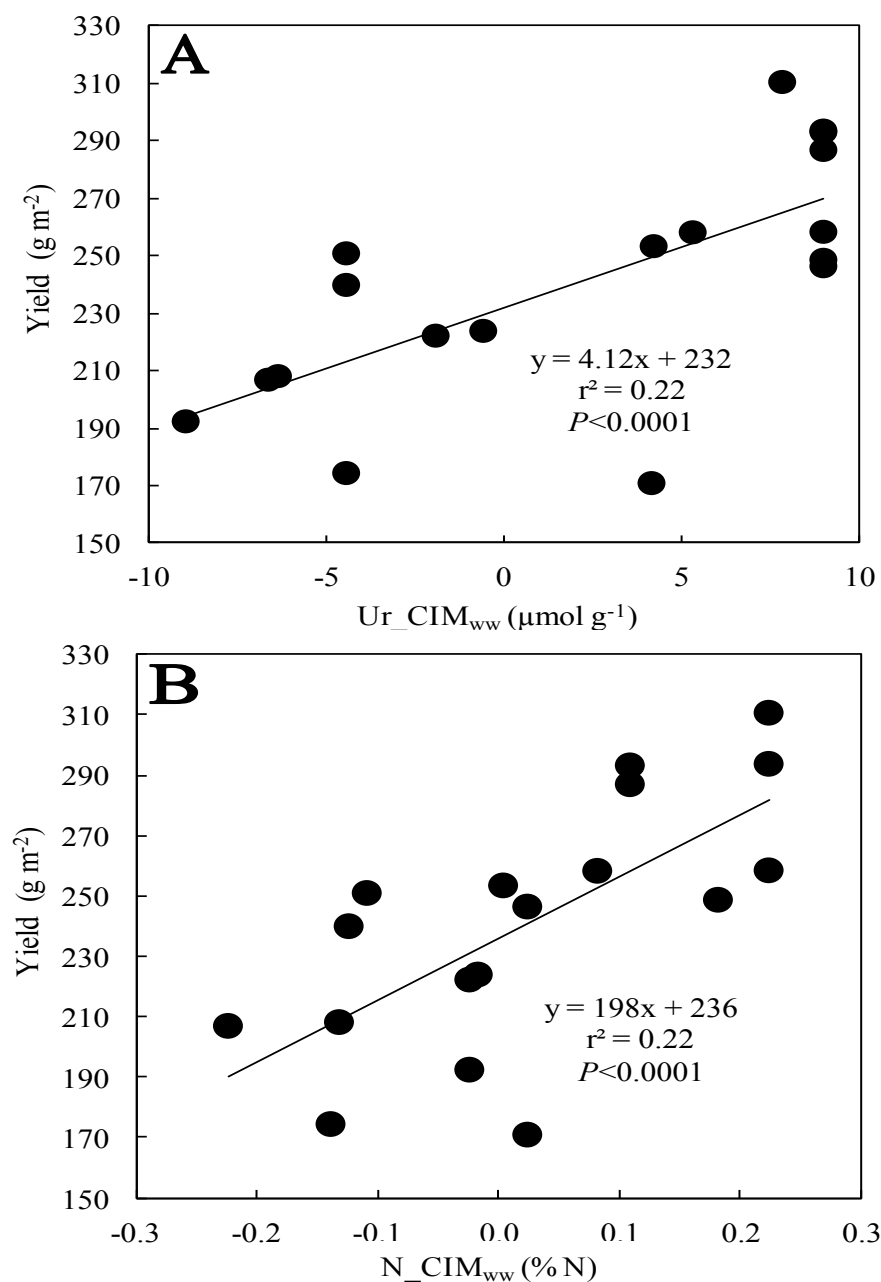 A
330
310
290
270
250
230
210
190
170
150
Yield (g m-2)
y = 4.12x + 232
r² = 0.22
P<0.0001
-10
-5
0
5
10
Ur_CIMww (µmol g-1)
B
330
310
290
270
250
230
210
190
170
150
Yield (g m-2)
y = 198x + 236
r² = 0.22
P<0.0001
-0.3
-0.2
-0.1
0.0
0.1
0.2
0.3
N_CIMww (% N)